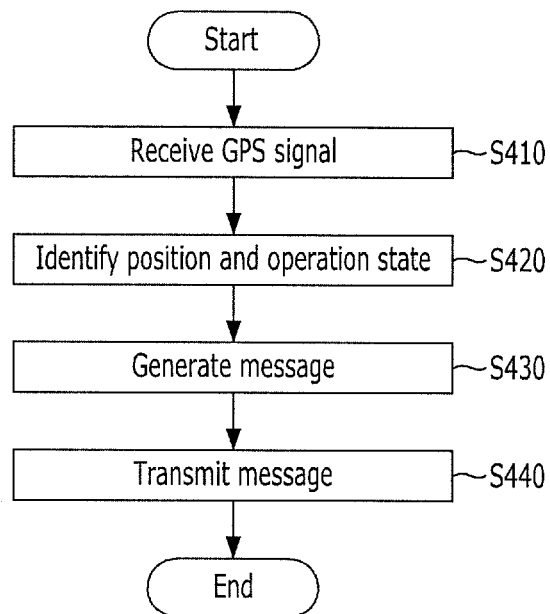 Start
Receive GPS signal
S410
Identify position and operation state
S420
Generate message
S430
Transmit message
S440
End